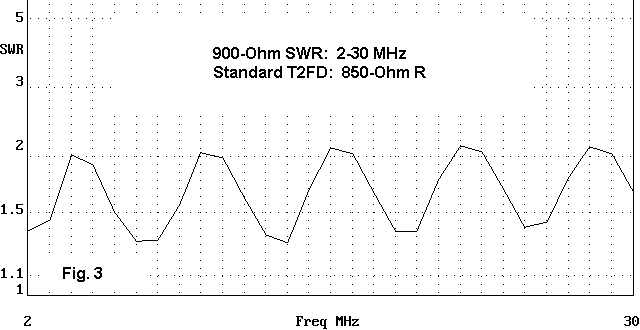 5
SWR
900-Ohm SWR: 2-30 MHz
Standard T2FD: 850-Ohm R
3
2
1.5
1.1
Fig. 3
1
2 Freq MHz 30